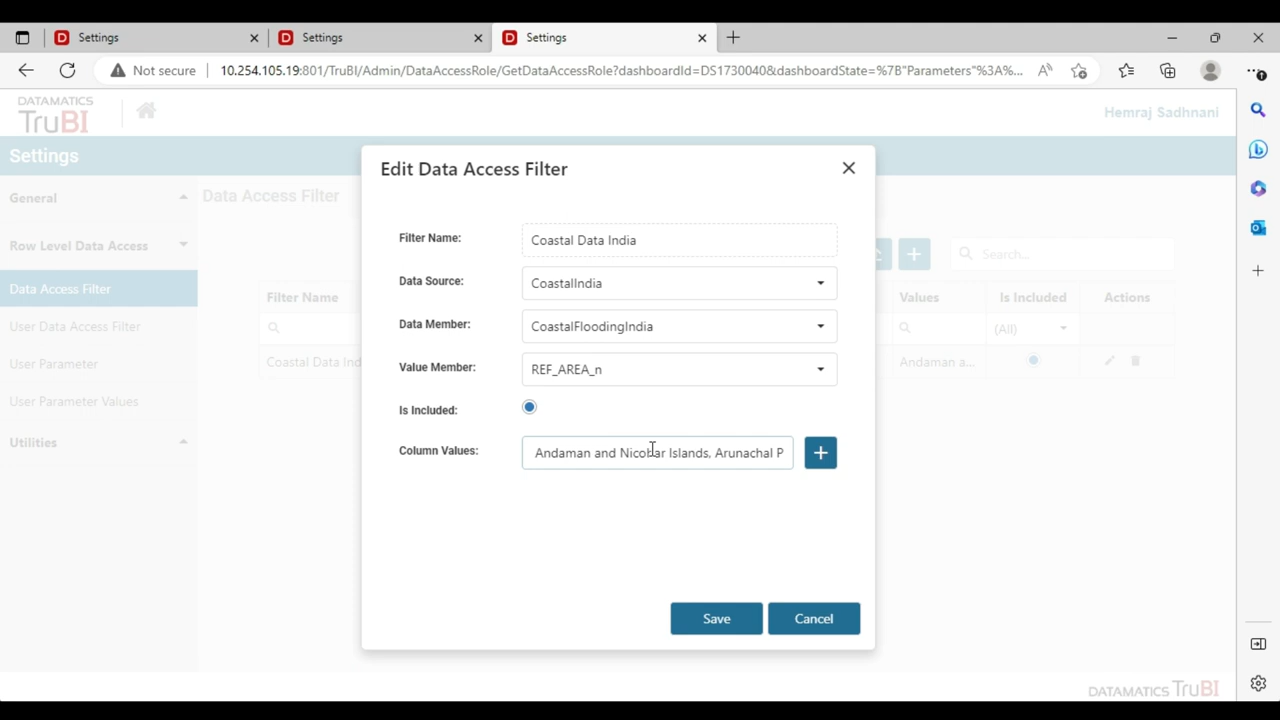 Settings
Settings
Settings
Not secure
10.254.105.19:801/TruBI/Admin/DataAccessRole/GetDataAccessRole?dashboardId=DS1730040&dashboardState=%7B"Parameters"%3A%...
DATAMATICS
TruBI
Hemraj Sadhnani
Settings
General
Row Level Data Access
Data Access Filter
User Data Access Filter
User Parameter
User Parameter Values
Utilities
Data Access Filter
Search...
Filter Name
Values
Is Included
Actions
(All)
Coastal Data Ind
Andaman a...
Edit Data Access Filter
Filter Name:
Coastal Data India
Data Source:
CoastalIndia
Data Member:
CoastalFloodingIndia
Value Member:
REF_AREA_n
Is Included:
Column Values:
Andaman and Nicobar Islands, Arunachal P
Save
Cancel
DATAMATICS TruBI